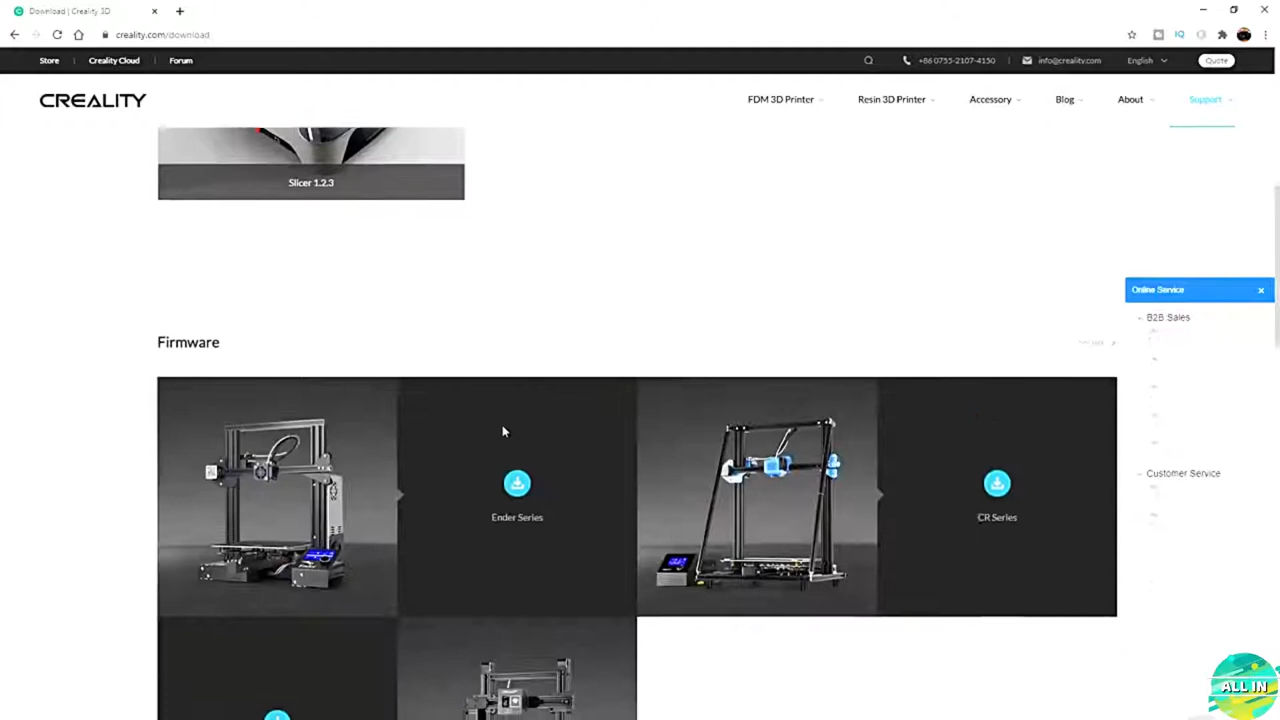 Download | Creality 3D
creality.com/download
Store Creality Cloud Forum +86 0755-2107-4150 info@creality.com English Quote
CREALITY FDM 3D Printer Resin 3D Printer Accessory Blog About Support
Slicer 1.2.3
Online Service
B2B Sales
Firmware
Customer Service
Ender Series CR Series
ALL IN